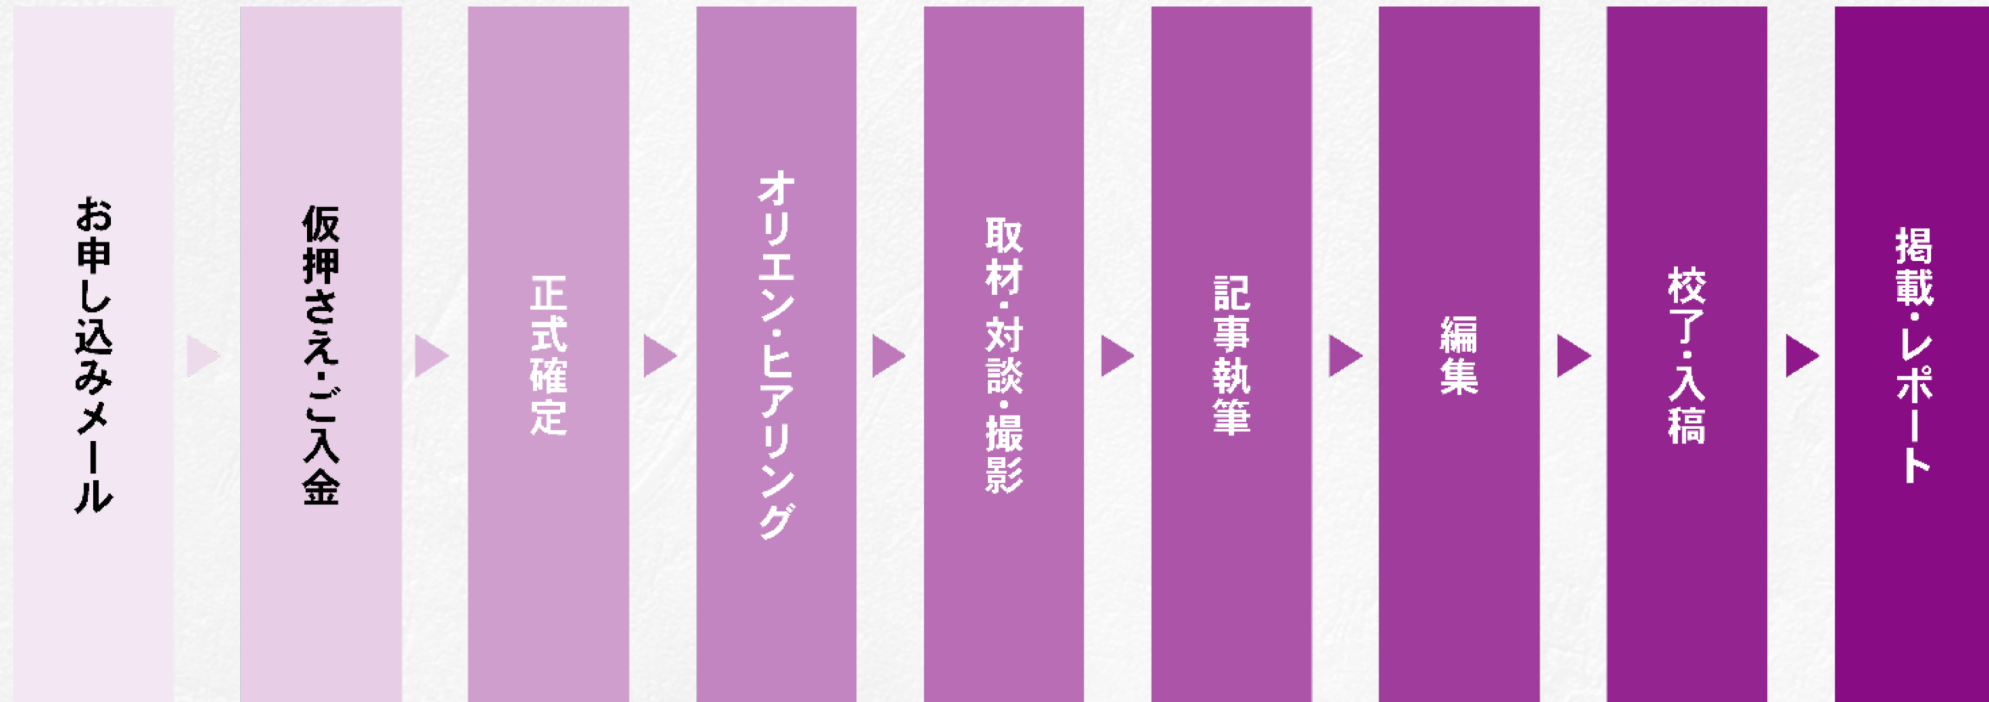 お申し込みメール
仮押さえ・ご入金
正式確定
オリエン・ヒアリング
取材・対談・撮影
記事執筆
編集
校了・入稿
掲載・レポート